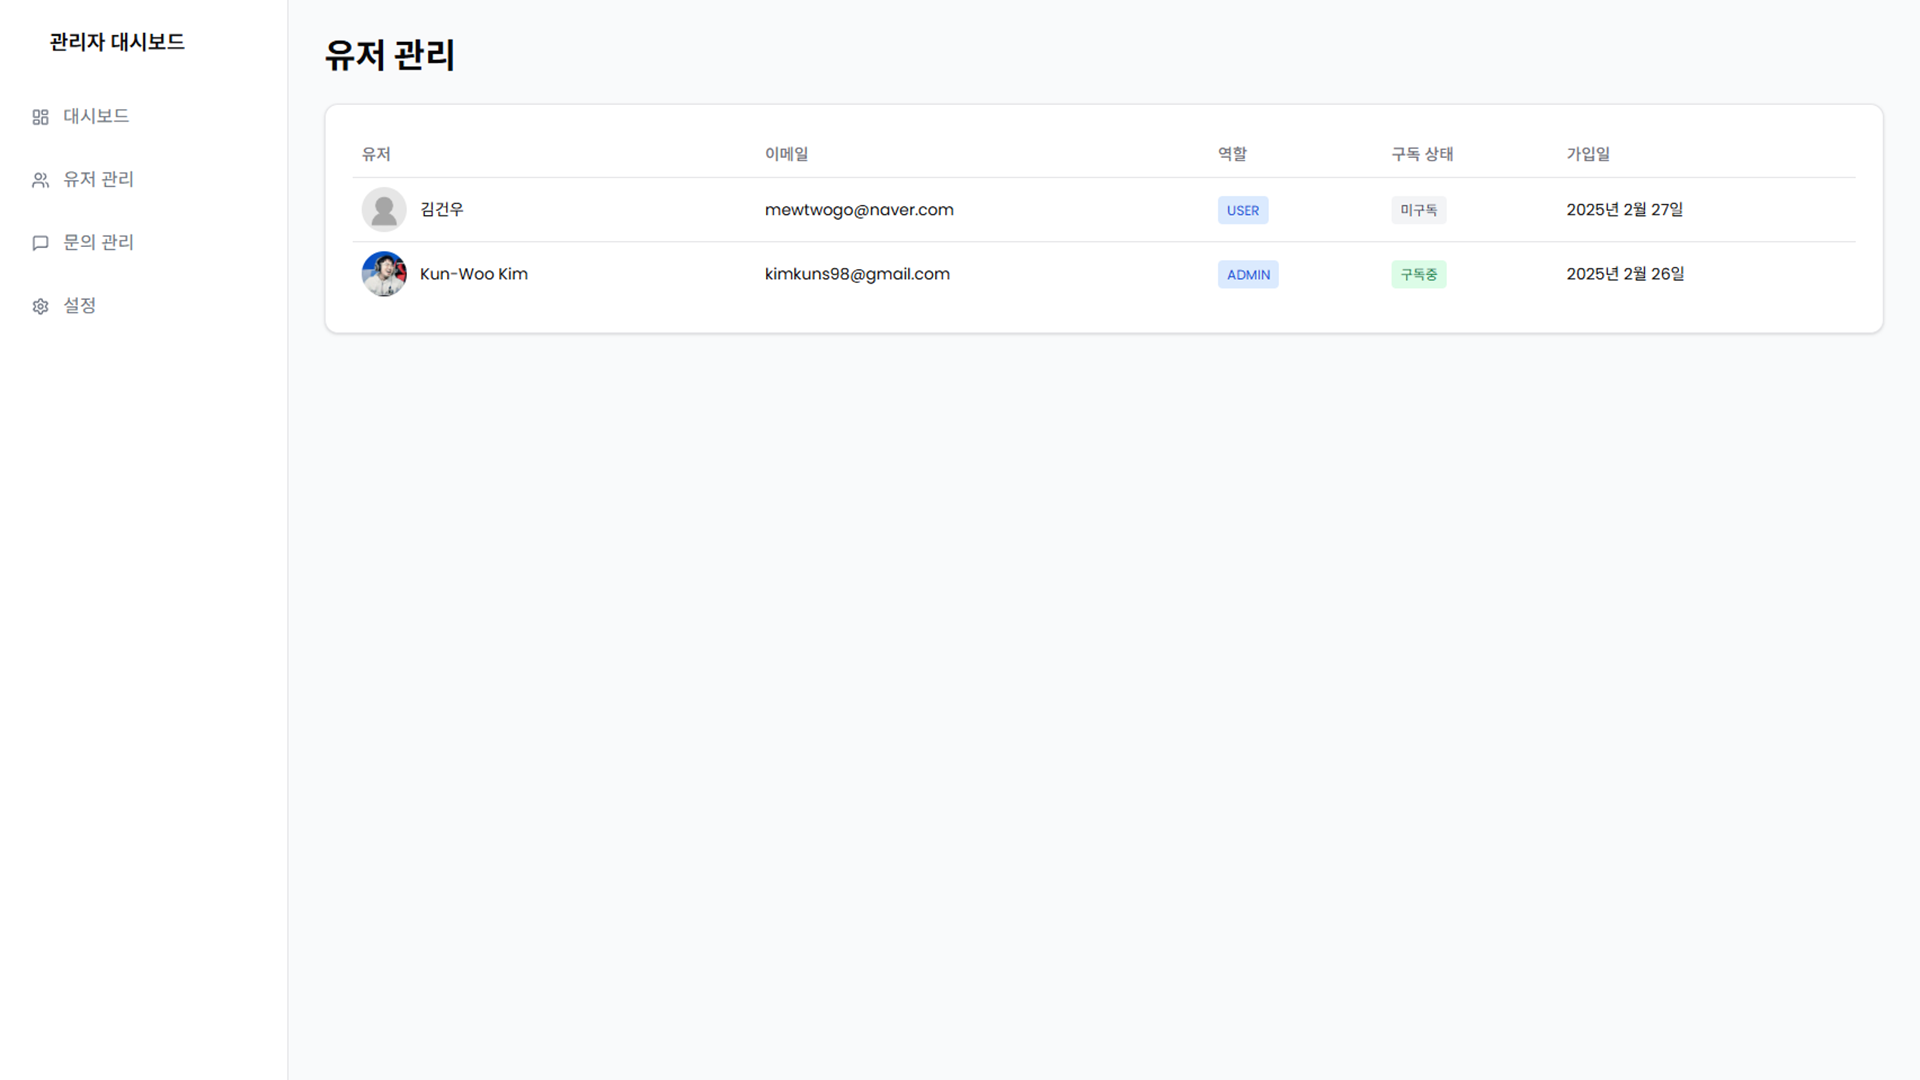 관리자 대시보드
대시보드
유저 관리
문의 관리
설정
유저 관리
유저 이메일 역할 구독 상태 가입일
김건우 mewtwogo@naver.com USER 미구독 2025년 2월 27일
Kun-Woo Kim kimkuns98@gmail.com ADMIN 구독중 2025년 2월 26일